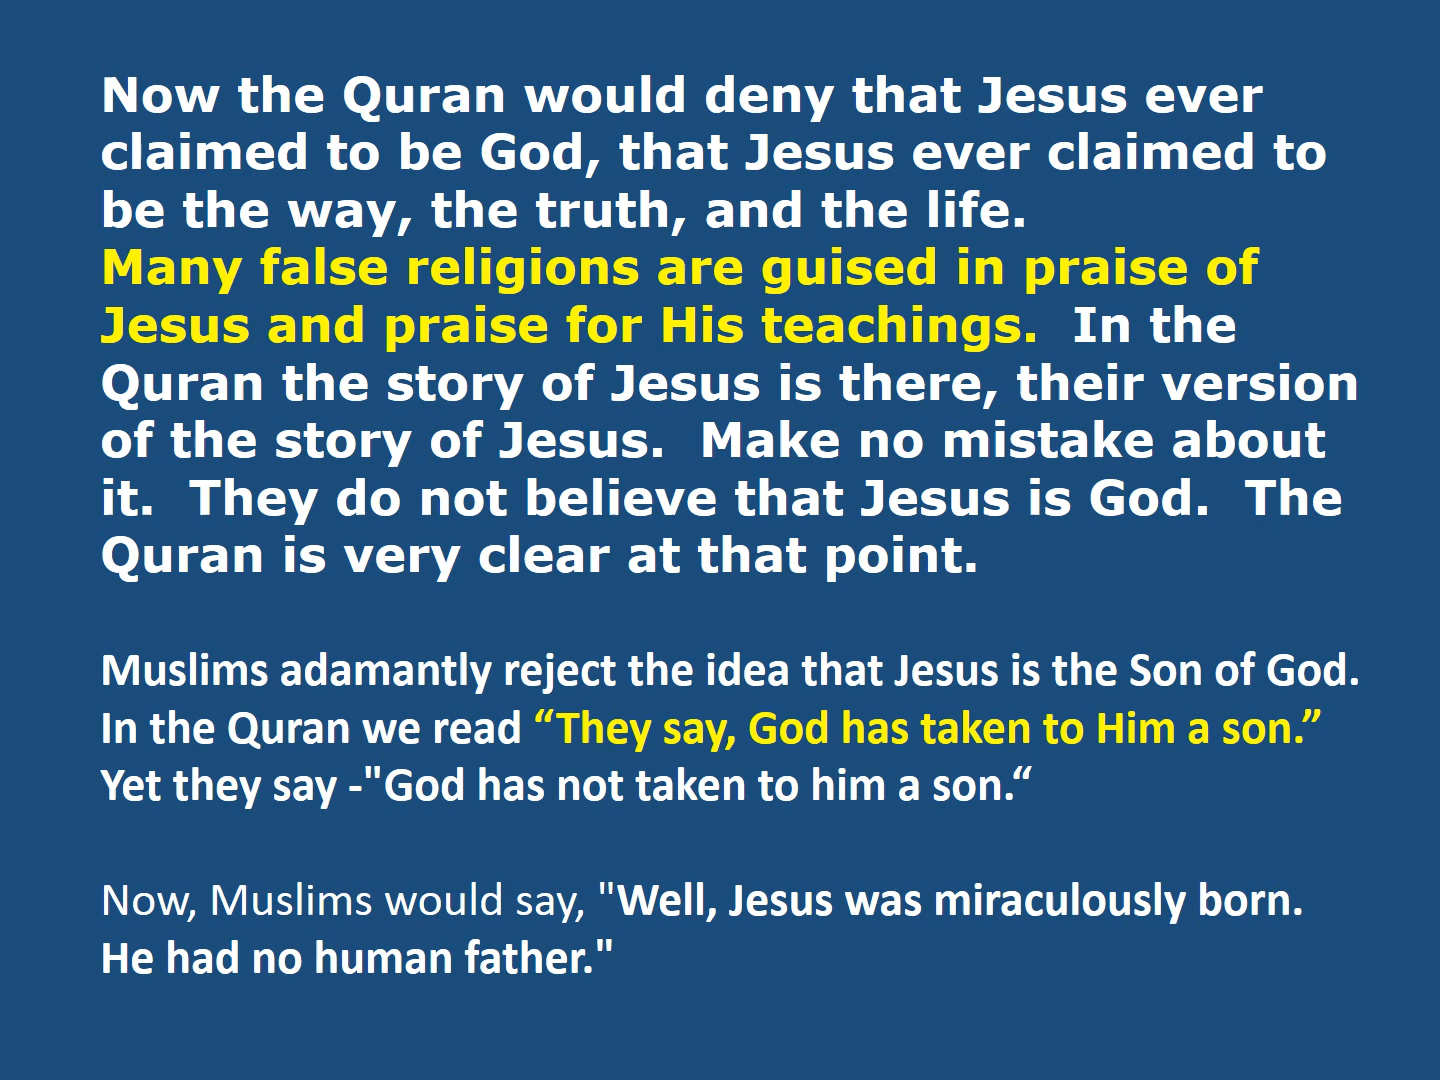 Now the Quran would deny that Jesus ever
claimed to be God, that Jesus ever claimed to
be the way, the truth, and the life.
Many false religions are guised in praise of
Jesus and praise for His teachings.  In the
Quran the story of Jesus is there, their version
of the story of Jesus.  Make no mistake about
it.  They do not believe that Jesus is God.  The
Quran is very clear at that point.
Muslims adamantly reject the idea that Jesus is the Son of God.
In the Quran we read “They say, God has taken to Him a son.”
Yet they say -"God has not taken to him a son.“
Now, Muslims would say, "Well, Jesus was miraculously born.
He had no human father."